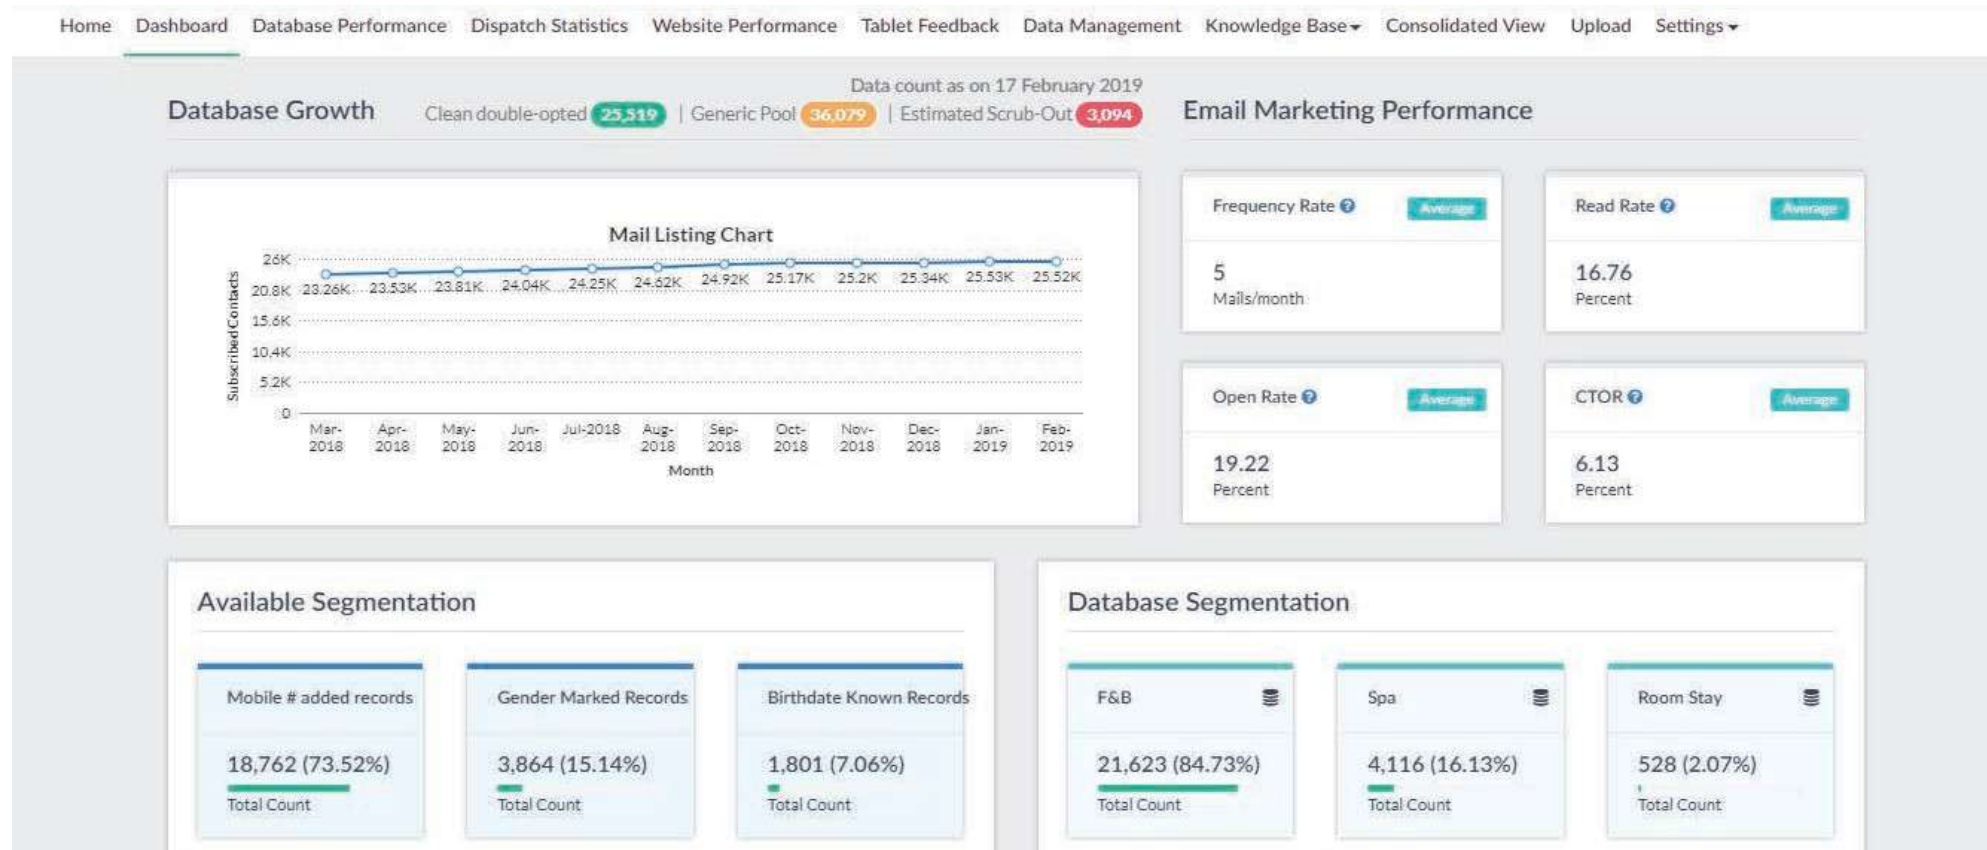 Home Dashboard Database Performance Dispatch Statistics Website Performance Tablet Feedback Data Management Knowledge Base Consolidated View Upload Settings
Data count as on 17 February 2019
Database Growth Clean double-opted 25,519 | Generic Pool 36,079 | Estimated Scrub-Out 3,094
Email Marketing Performance
Mail Listing Chart
Subscribed Contacts
26K
20.8K
15.6K
10.4K
5.2K
0
23.26K 23.53K 23.81K 24.04K 24.25K 24.62K 24.92K 25.17K 25.2K 25.34K 25.53K 25.52K
Mar-2018 Apr-2018 May-2018 Jun-2018 Jul-2018 Aug-2018 Sep-2018 Oct-2018 Nov-2018 Dec-2018 Jan-2019 Feb-2019
Month
Frequency Rate Average
5
Mails/month
Read Rate Average
16.76
Percent
Open Rate Average
19.22
Percent
CTOR Average
6.13
Percent
Available Segmentation
Mobile # added records
18,762 (73.52%)
Total Count
Gender Marked Records
3,864 (15.14%)
Total Count
Birthdate Known Records
1,801 (7.06%)
Total Count
Database Segmentation
F&B
21,623 (84.73%)
Total Count
Spa
4,116 (16.13%)
Total Count
Room Stay
528 (2.07%)
Total Count